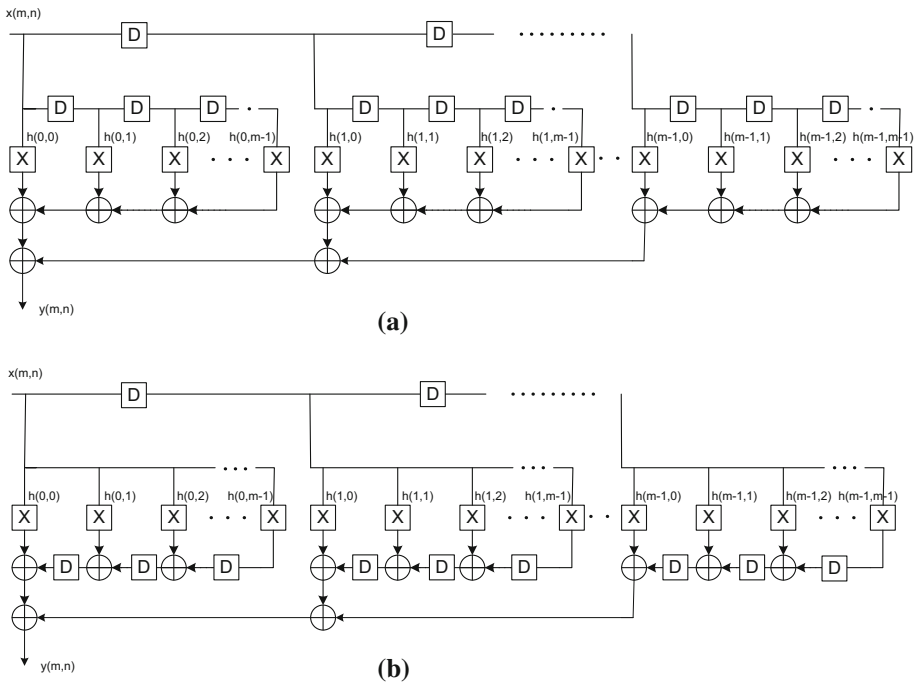 x(m,n)
D D
D D D D D D D D
h(0,0) h(0,1) h(0,2) h(0,m-1) h(1,0) h(1,1) h(1,2) h(1,m-1) h(m-1,0) h(m-1,1) h(m-1,2) h(m-1,m-1)
X X X X X X X X X X X X
y(m,n)
(a)
x(m,n)
D D
h(0,0) h(0,1) h(0,2) h(0,m-1) h(1,0) h(1,1) h(1,2) h(1,m-1) h(m-1,0) h(m-1,1) h(m-1,2) h(m-1,m-1)
X X X X X X X X X X X X
D D D D D D D D D
y(m,n)
(b)